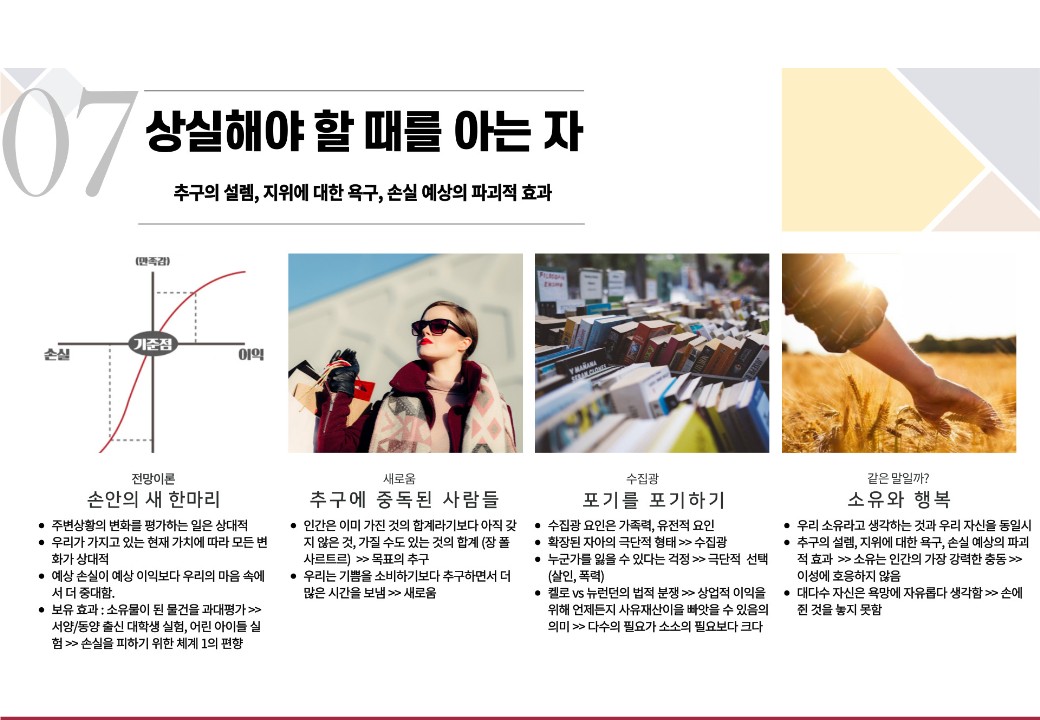 07
상실해야 할 때를 아는 자
추구의 설렘, 지위에 대한 욕구, 손실 예상의 파괴적 효과
(만족감)
기준점
손실
이익
Y MAÑANA
SERÁN CLONES
전망이론
손안의 새 한마리
● 주변상황의 변화를 평가하는 일은 상대적
● 우리가 가지고 있는 현재 가치에 따라 모든 변
화가 상대적
● 예상 손실이 예상 이익보다 우리의 마음 속에
서 더 중대함.
● 보유 효과 : 소유물이 된 물건을 과대평가 >>
서양/동양 출신 대학생 실험, 어린 아이들 실
험 >> 손실을 피하기 위한 체계 1의 편향
새로움
추구에 중독된 사람들
● 인간은 이미 가진 것의 합계라기보다 아직 갖
지 않은 것, 가질 수도 있는 것의 합계 (장 폴
사르트르) >> 목표의 추구
● 우리는 기쁨을 소비하기보다 추구하면서 더
많은 시간을 보냄 >> 새로움
수집광
포기를 포기하기
● 수집광 요인은 가족력, 유전적 요인
● 확장된 자아의 극단적 형태 >> 수집광
● 누군가를 잃을 수 있다는 걱정 >> 극단적 선택
(살인, 폭력)
● 켈로 vs 뉴런던의 법적 분쟁 >> 상업적 이익을
위해 언제든지 사유재산이을 빠앗을 수 있음의
의미 >> 다수의 필요가 소소의 필요보다 크다
같은 말일까?
소유와 행복
● 우리 소유라고 생각하는 것과 우리 자신을 동일시
● 추구의 설렘, 지위에 대한 욕구, 손실 예상의 파괴
적 효과 >> 소유는 인간의 가장 강력한 충동 >>
이성에 호응하지 않음
● 대다수 자신은 욕망에 자유롭다 생각함 >> 손에
쥔 것을 놓지 못함